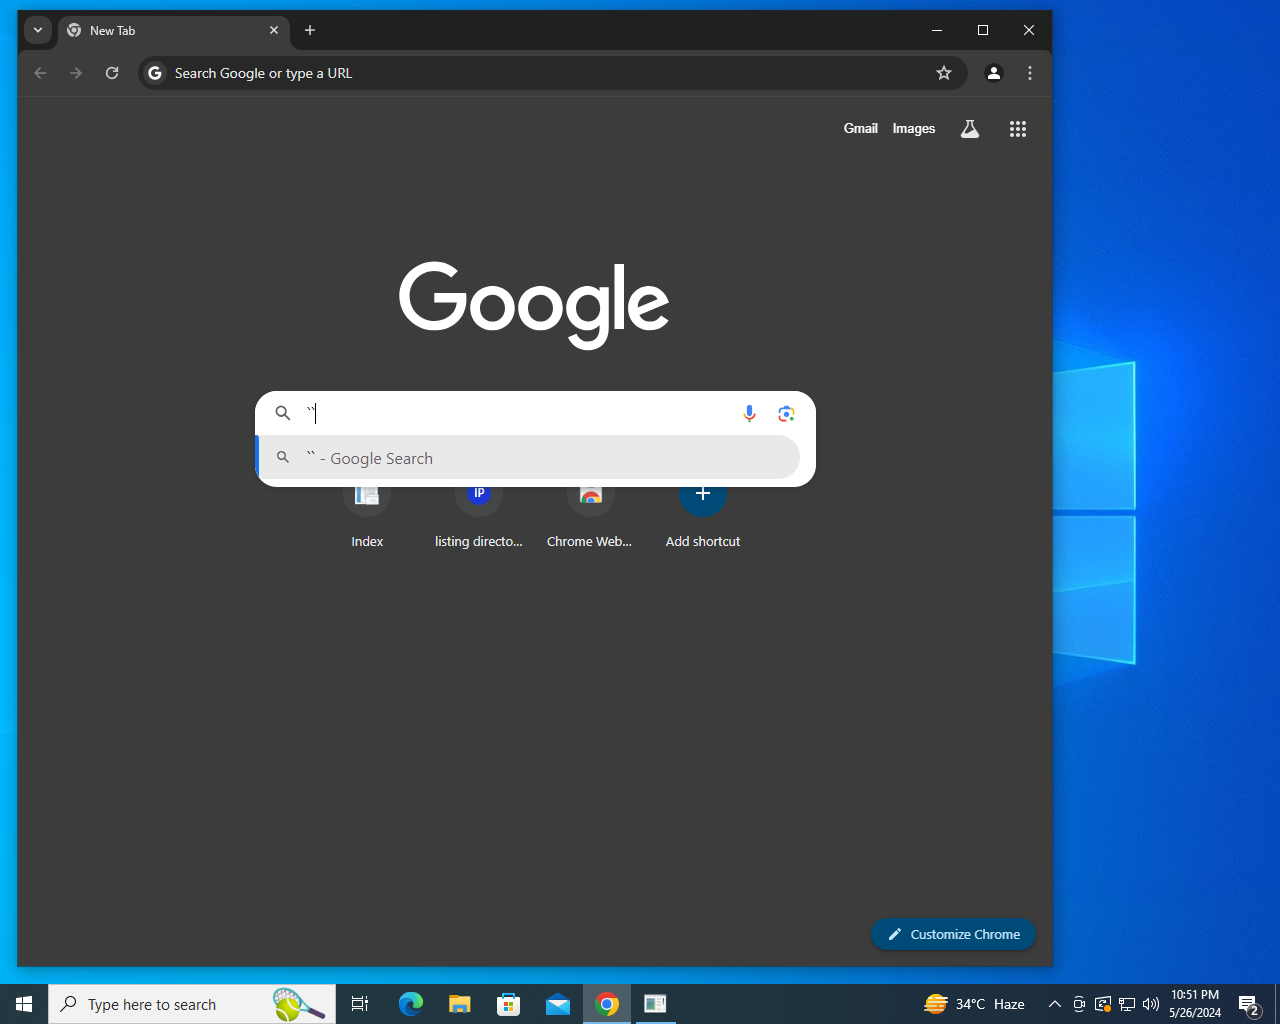 New Tab
Search Google or type a URL
Gmail Images
Google
``
`` - Google Search
IP
Index listing directo... Chrome Web... Add shortcut
Customize Chrome
Type here to search
34°C Haze
10:51 PM
5/26/2024
2